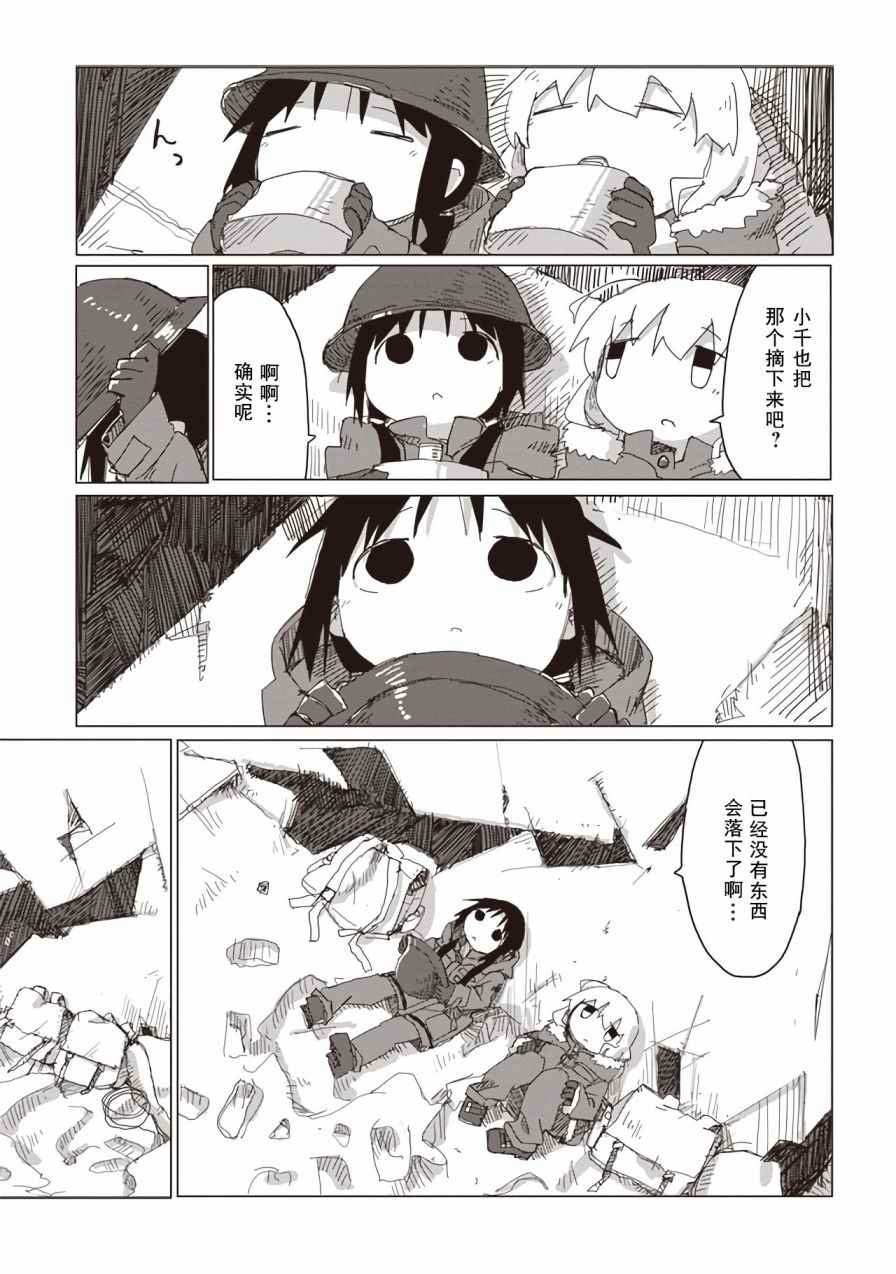 んっ
小千也把
那个摘下来吧？
啊啊…
确实呢
已经没有东西
会落下了啊…